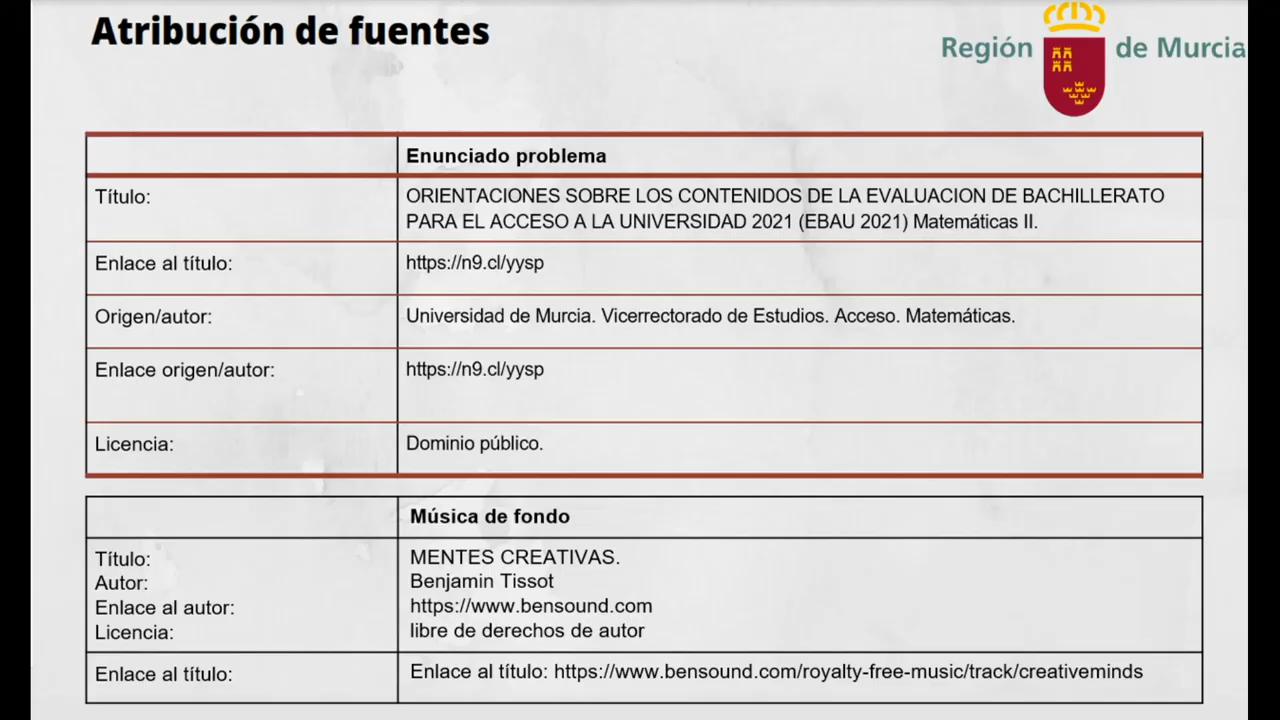 Atribución de fuentes
Región de Murcia
Enunciado problema
Título:
ORIENTACIONES SOBRE LOS CONTENIDOS DE LA EVALUACION DE BACHILLERATO
PARA EL ACCESO A LA UNIVERSIDAD 2021 (EBAU 2021) Matemáticas II.
Enlace al título:
https://n9.cl/yysp
Origen/autor:
Universidad de Murcia. Vicerrectorado de Estudios. Acceso. Matemáticas.
Enlace origen/autor:
https://n9.cl/yysp
Licencia:
Dominio público.
Música de fondo
Título:
MENTES CREATIVAS.
Autor:
Benjamin Tissot
Enlace al autor:
https://www.bensound.com
Licencia:
libre de derechos de autor
Enlace al título:
Enlace al título: https://www.bensound.com/royalty-free-music/track/creativeminds